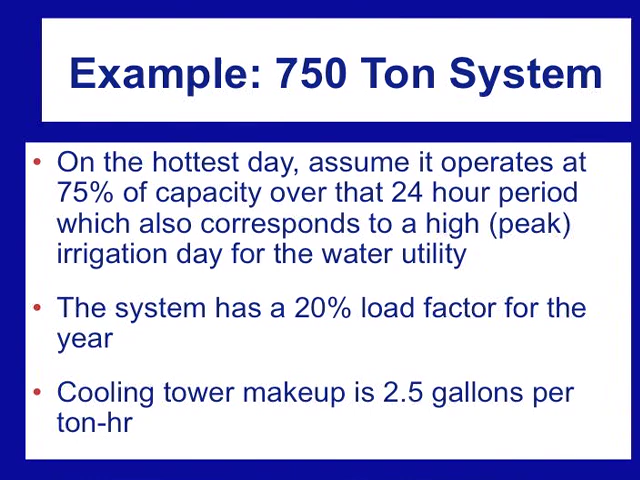 Example: 750 Ton System
• On the hottest day, assume it operates at
75% of capacity over that 24 hour period
which also corresponds to a high (peak)
irrigation day for the water utility
• The system has a 20% load factor for the
year
• Cooling tower makeup is 2.5 gallons per
ton-hr